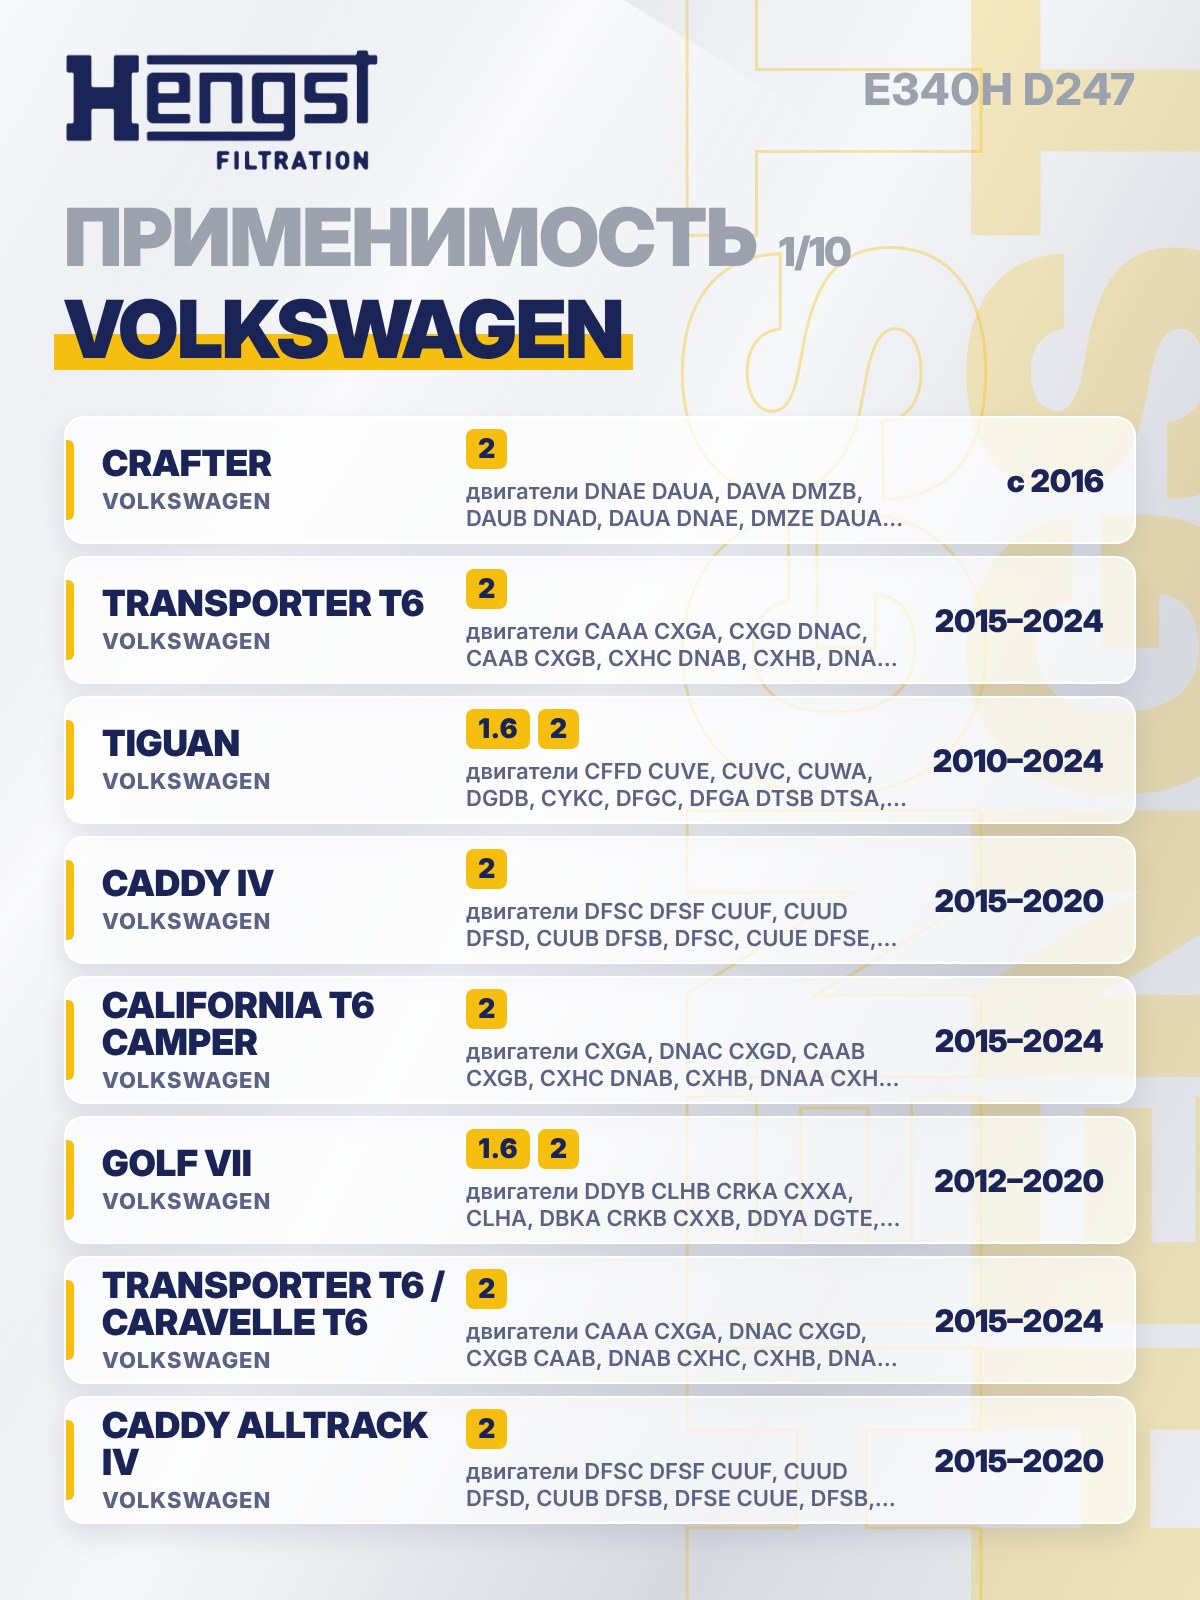 Hengst
FILTRATION
E340H D247
ПРИМЕНИМОСТЬ 1/10
VOLKSWAGEN
CRAFTER
VOLKSWAGEN
2
двигатели DNAE DAUA, DAVA DMZB,
DAUB DNAD, DAUA DNAE, DMZE DAUA...
с 2016
TRANSPORTER T6
VOLKSWAGEN
2
двигатели CAAA CXGA, CXGD DNAC,
CAAB CXGB, CXHC DNAB, CXHB, DNA...
2015–2024
TIGUAN
VOLKSWAGEN
1.6 2
двигатели CFFD CUVE, CUVC, CUWA,
DGDB, CYKC, DFGC, DFGA DTSB DTSA,...
2010–2024
CADDY IV
VOLKSWAGEN
2
двигатели DFSC DFSF CUUF, CUUD
DFSD, CUUB DFSB, DFSC, CUUE DFSE,...
2015–2020
CALIFORNIA T6
CAMPER
VOLKSWAGEN
2
двигатели CXGA, DNAC CXGD, CAAB
CXGB, CXHC DNAB, CXHB, DNAA CXH...
2015–2024
GOLF VII
VOLKSWAGEN
1.6 2
двигатели DDYB CLHB CRKA CXXA,
CLHA, DBKA CRKB CXXB, DDYA DGTE,...
2012–2020
TRANSPORTER T6 /
CARAVELLE T6
VOLKSWAGEN
2
двигатели CAAA CXGA, DNAC CXGD,
CXGB CAAB, DNAB CXHC, CXHB, DNA...
2015–2024
CADDY ALLTRACK
IV
VOLKSWAGEN
2
двигатели DFSC DFSF CUUF, CUUD
DFSD, CUUB DFSB, DFSE CUUE, DFSB,...
2015–2020
HENGST
HENGST